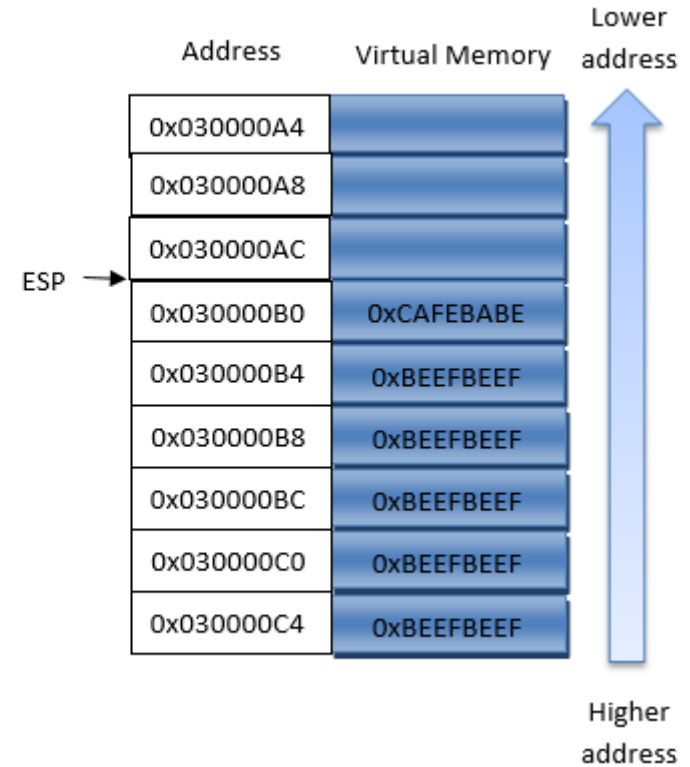 Lower
address
Address Virtual Memory
0x030000A4
0x030000A8
0x030000AC
ESP
0x030000B0 0xCAFEBABE
0x030000B4 0xBEEFBEEF
0x030000B8 0xBEEFBEEF
0x030000BC 0xBEEFBEEF
0x030000C0 0xBEEFBEEF
0x030000C4 0xBEEFBEEF
Higher
address